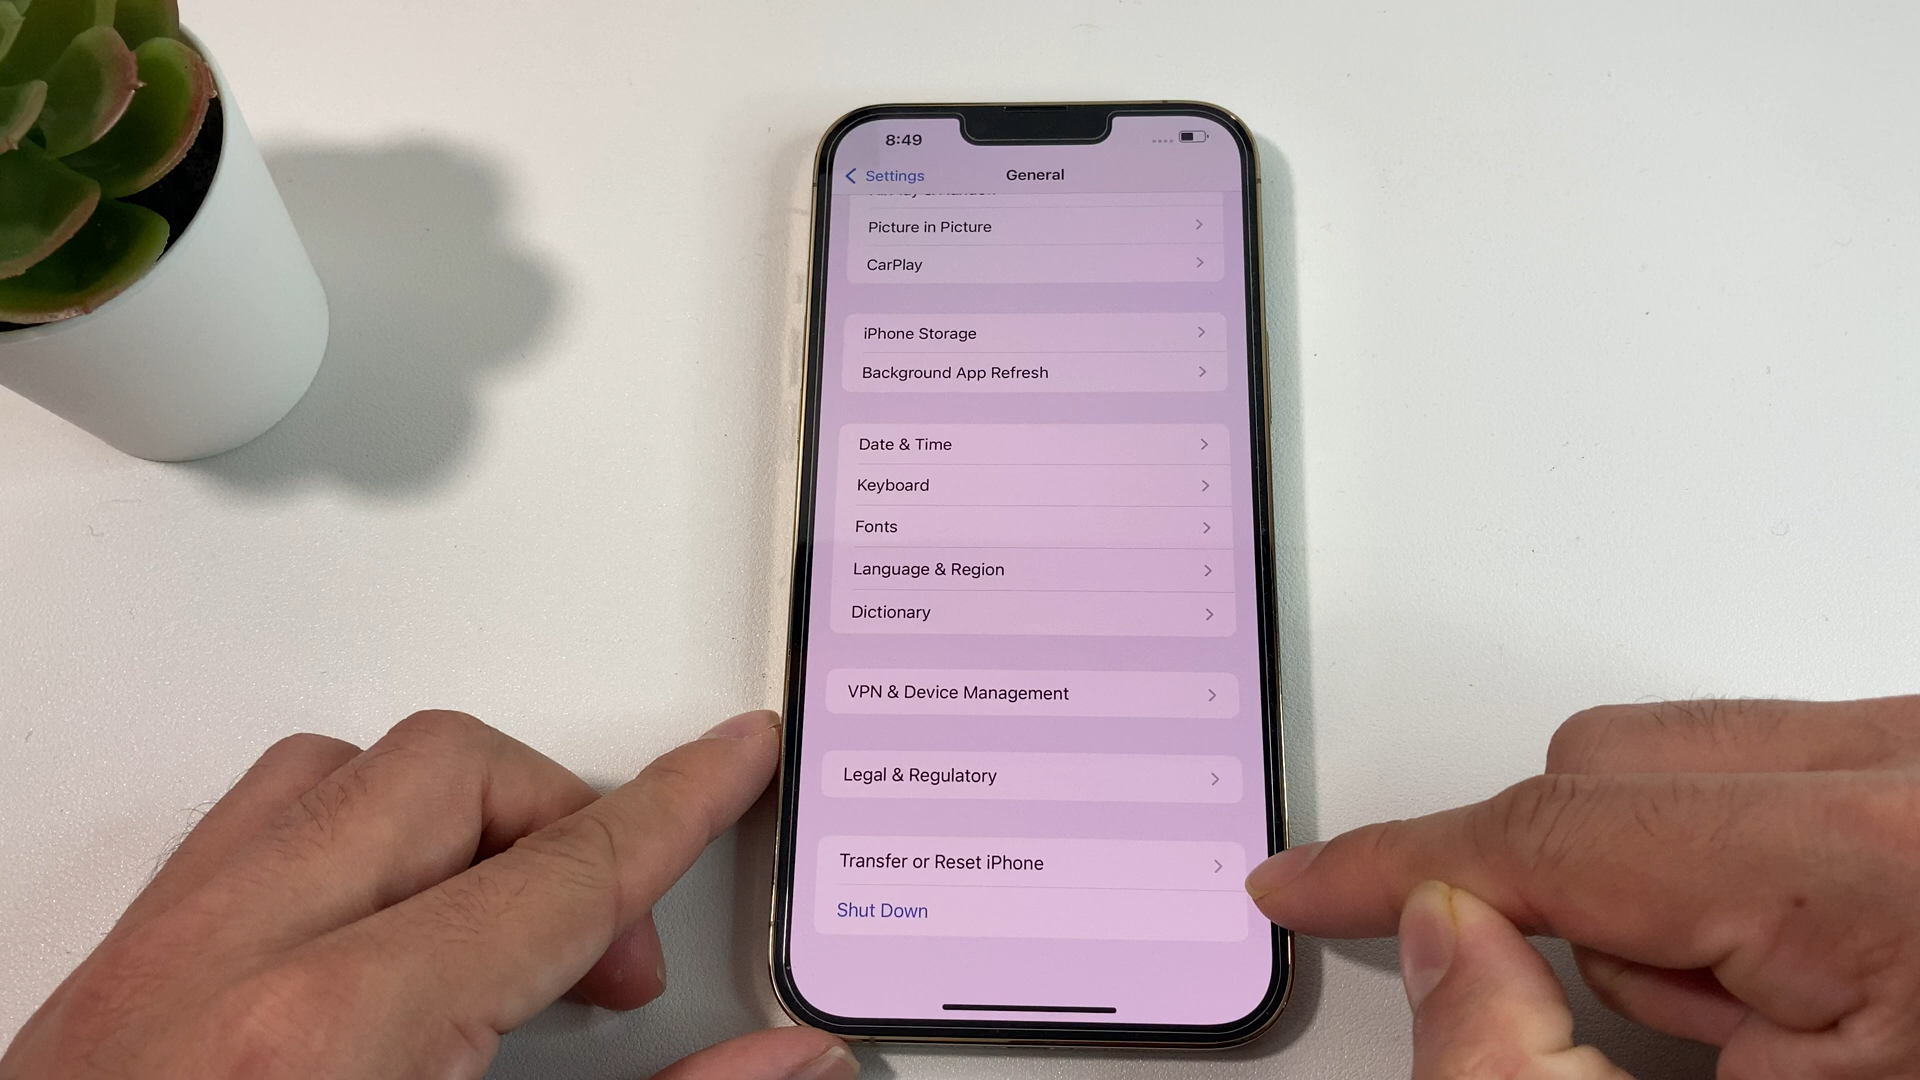 8:49
Settings
General
Picture in Picture
CarPlay
iPhone Storage
Background App Refresh
Date & Time
Keyboard
Fonts
Language & Region
Dictionary
VPN & Device Management
Legal & Regulatory
Transfer or Reset iPhone
Shut Down